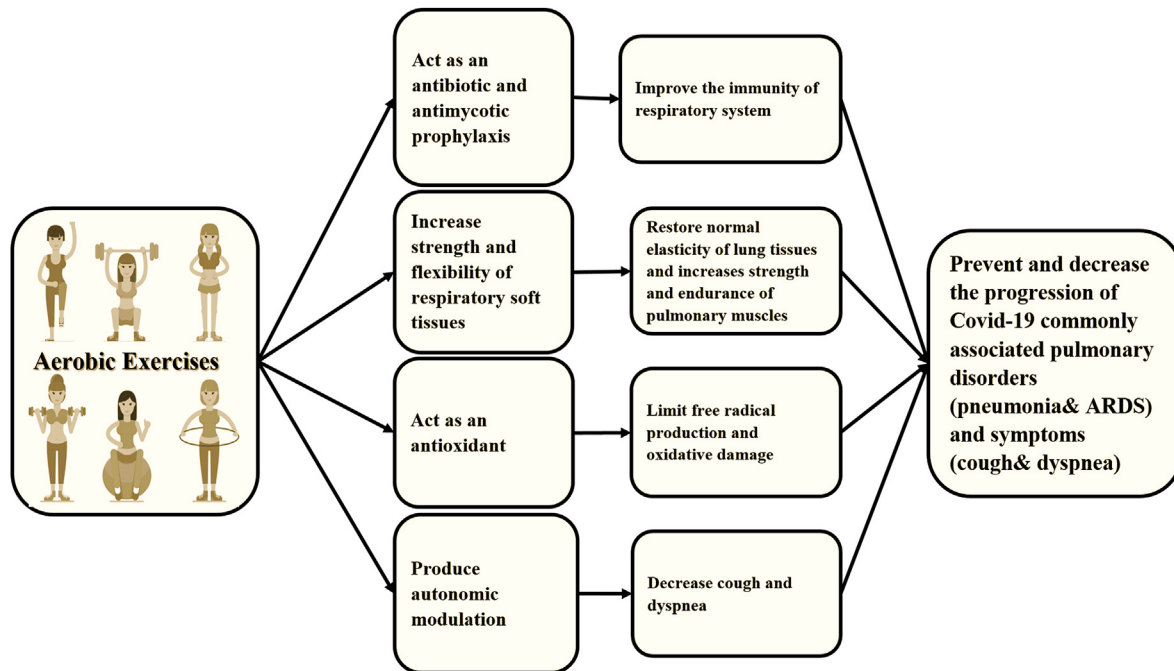 Act as an
antibiotic and
antimycotic
prophylaxis
Improve the immunity of
respiratory system
Increase
strength and
flexibility of
respiratory soft
tissues
Restore normal
elasticity of lung tissues
and increases strength
and endurance of
pulmonary muscles
Aerobic Exercises
Act as an
antioxidant
Limit free radical
production and
oxidative damage
Produce
autonomic
modulation
Decrease cough and
dyspnea
Prevent and decrease
the progression of
Covid-19 commonly
associated pulmonary
disorders
(pneumonia& ARDS)
and symptoms
(cough& dyspnea)